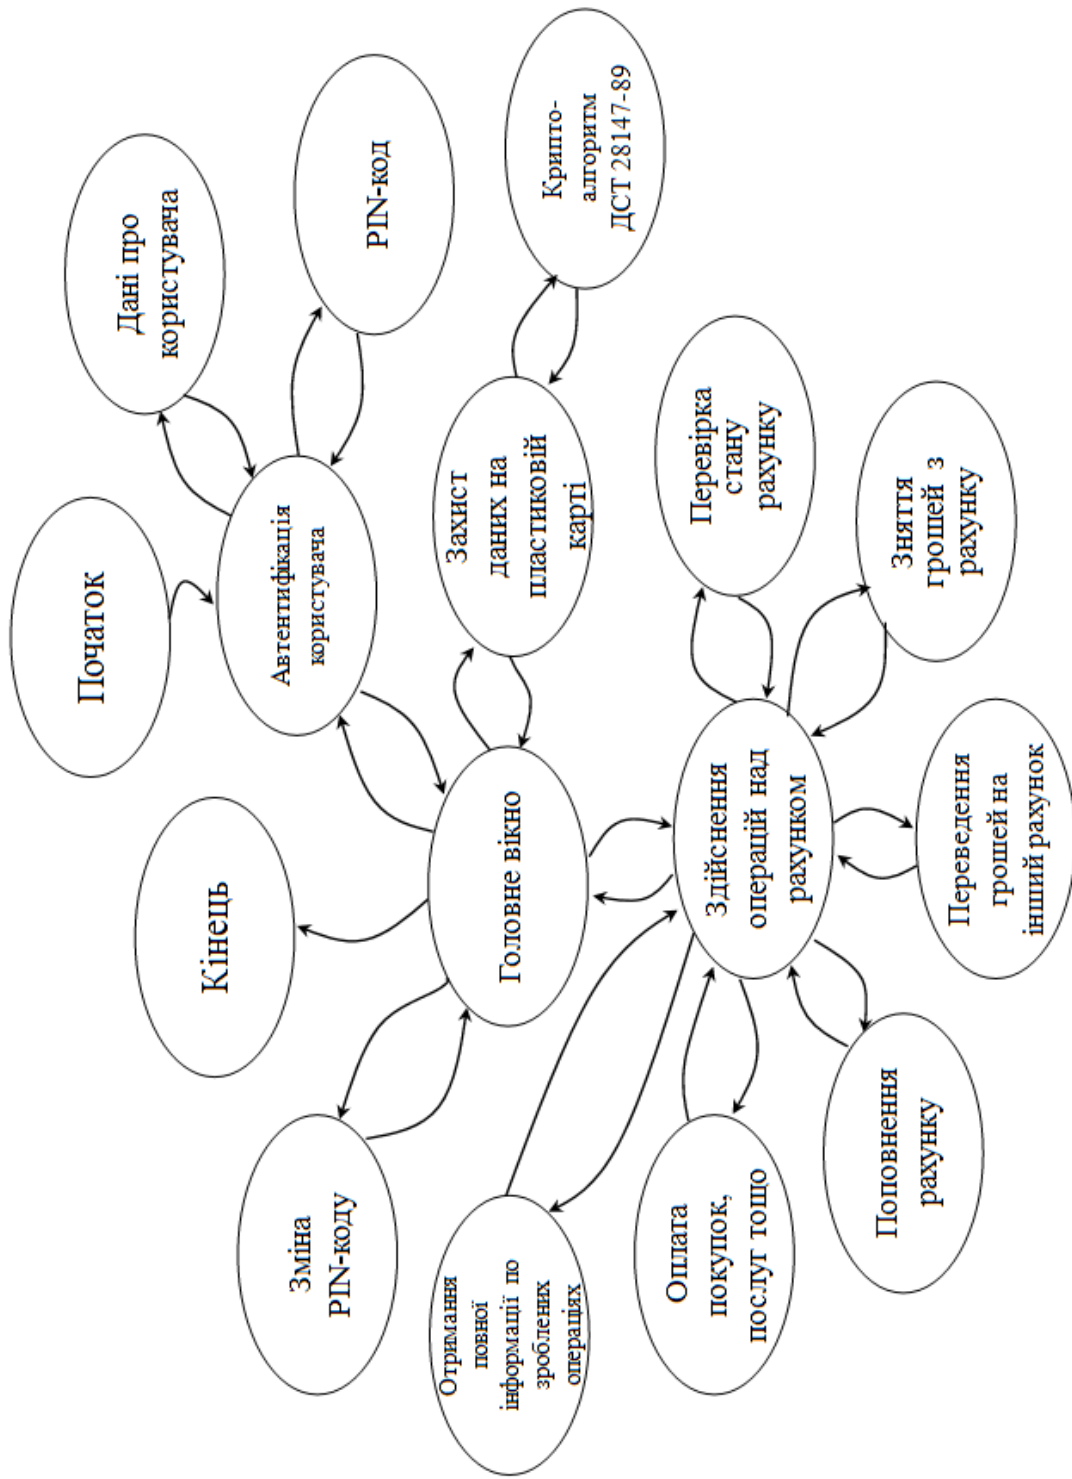 Початок
Дані про
користувача
Автентифікація
користувача
PIN-код
Кінець
Зміна
PIN-коду
Головне вікно
Захист
даних на
пластиковій
карті
Крипто-
алгоритм
ДСТ 28147-89
Отримання
повної
інформації по
зроблених
операціях
Здійснення
операцій над
рахунком
Перевірка
стану
рахунку
Оплата
покупок,
послуг тощо
Поповнення
рахунку
Переведення
грошей на
інший рахунок
Зняття
грошей з
рахунку